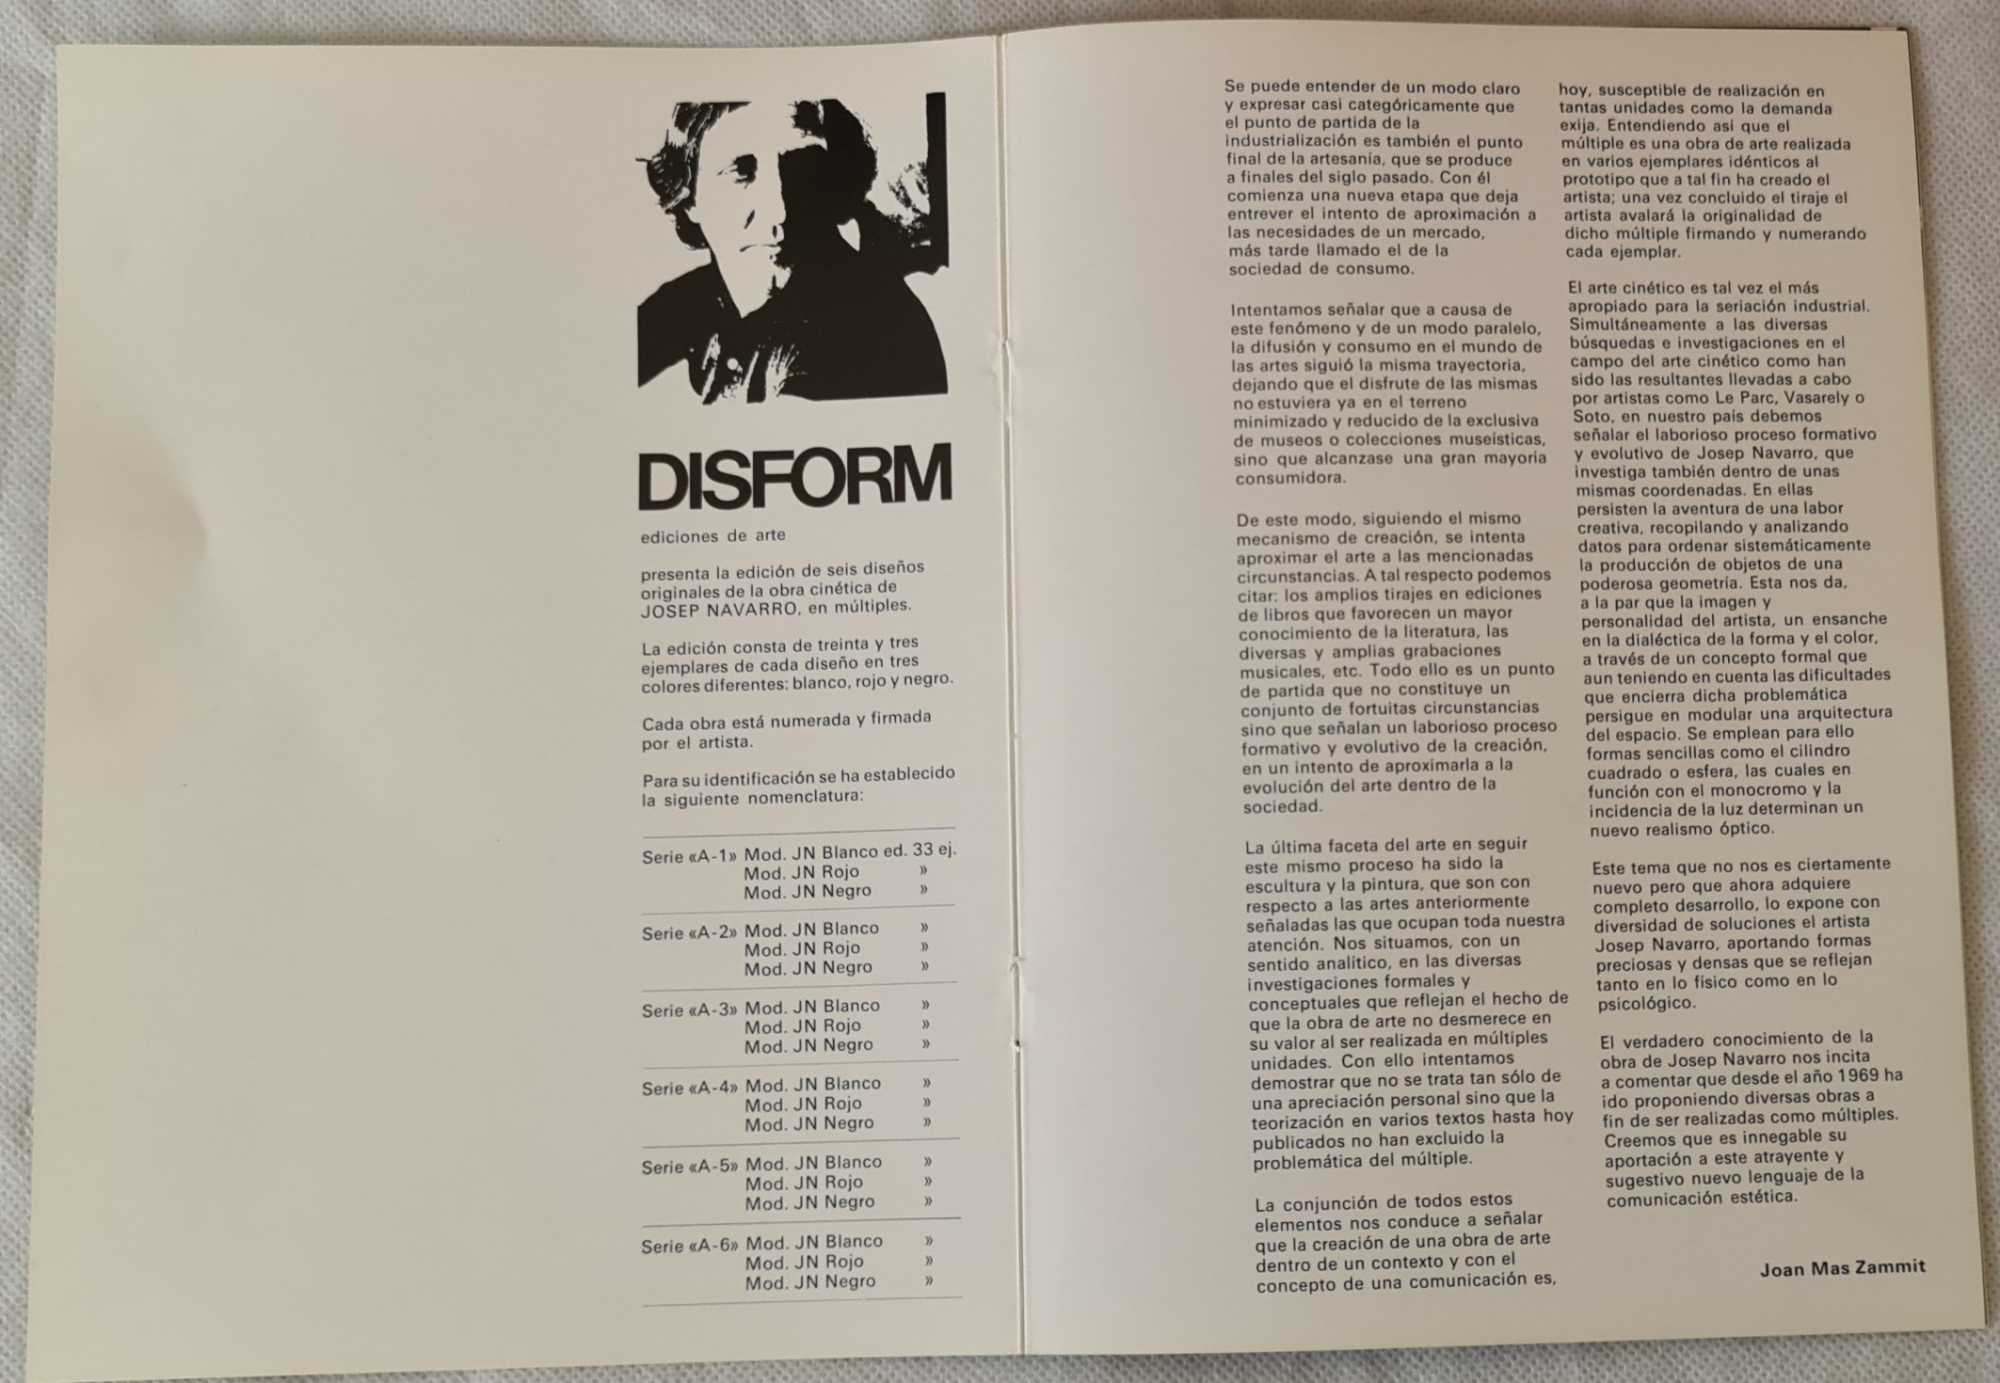 DISFORM
ediciones de arte
presenta la edición de seis diseños
originales de la obra cinética de
JOSEP NAVARRO, en múltiples.
La edición consta de treinta y tres
ejemplares de cada diseño en tres
colores diferentes: blanco, rojo y negro.
Cada obra está numerada y firmada
por el artista.
Para su identificación se ha establecido
la siguiente nomenclatura:
Serie «A-1» Mod. JN Blanco ed. 33 ej.
Mod. JN Rojo »
Mod. JN Negro »
Serie «A-2» Mod. JN Blanco »
Mod. JN Rojo »
Mod. JN Negro »
Serie «A-3» Mod. JN Blanco »
Mod. JN Rojo »
Mod. JN Negro »
Serie «A-4» Mod. JN Blanco »
Mod. JN Rojo »
Mod. JN Negro »
Serie «A-5» Mod. JN Blanco »
Mod. JN Rojo »
Mod. JN Negro »
Serie «A-6» Mod. JN Blanco »
Mod. JN Rojo »
Mod. JN Negro »
Se puede entender de un modo claro
y expresar casi categóricamente que
el punto de partida de la
industrialización es también el punto
final de la artesanía, que se produce
a finales del siglo pasado. Con él
comienza una nueva etapa que deja
entrever el intento de aproximación a
las necesidades de un mercado,
más tarde llamado el de la
sociedad de consumo.
Intentamos señalar que a causa de
este fenómeno y de un modo paralelo,
la difusión y consumo en el mundo de
las artes siguió la misma trayectoria,
dejando que el disfrute de las mismas
no estuviera ya en el terreno
minimizado y reducido de la exclusiva
de museos o colecciones museísticas,
sino que alcanzase una gran mayoría
consumidora.
De este modo, siguiendo el mismo
mecanismo de creación, se intenta
aproximar el arte a las mencionadas
circunstancias. A tal respecto podemos
citar: los amplios tirajes en ediciones
de libros que favorecen un mayor
conocimiento de la literatura, las
diversas y amplias grabaciones
musicales, etc. Todo ello es un punto
de partida que no constituye un
conjunto de fortuitas circunstancias
sino que señalan un laborioso proceso
formativo y evolutivo de la creación,
en un intento de aproximarla a la
evolución del arte dentro de la
sociedad.
La última faceta del arte en seguir
este mismo proceso ha sido la
escultura y la pintura, que son con
respecto a las artes anteriormente
señaladas las que ocupan toda nuestra
atención. Nos situamos, con un
sentido analítico, en las diversas
investigaciones formales y
conceptuales que reflejan el hecho de
que la obra de arte no desmerece en
su valor al ser realizada en múltiples
unidades. Con ello intentamos
demostrar que no se trata tan sólo de
una apreciación personal sino que la
teorización en varios textos hasta hoy
publicados no han excluido la
problemática del múltiple.
La conjunción de todos estos
elementos nos conduce a señalar
que la creación de una obra de arte
dentro de un contexto y con el
concepto de una comunicación es,
hoy, susceptible de realización en
tantas unidades como la demanda
exija. Entendiendo así que el
múltiple es una obra de arte realizada
en varios ejemplares idénticos al
prototipo que a tal fin ha creado el
artista; una vez concluido el tiraje el
artista avalará la originalidad de
dicho múltiple firmando y numerando
cada ejemplar.
El arte cinético es tal vez el más
apropiado para la seriación industrial.
Simultáneamente a las diversas
búsquedas e investigaciones en el
campo del arte cinético como han
sido las resultantes llevadas a cabo
por artistas como Le Parc, Vasarely o
Soto, en nuestro país debemos
señalar el laborioso proceso formativo
y evolutivo de Josep Navarro, que
investiga también dentro de unas
mismas coordenadas. En ellas
persisten la aventura de una labor
creativa, recopilando y analizando
datos para ordenar sistemáticamente
la producción de objetos de una
poderosa geometría. Esta nos da,
a la par que la imagen y
personalidad del artista, un ensanche
en la dialéctica de la forma y el color,
a través de un concepto formal que
aun teniendo en cuenta las dificultades
que encierra dicha problemática
persigue en modular una arquitectura
del espacio. Se emplean para ello
formas sencillas como el cilindro
cuadrado o esfera, las cuales en
función con el monocromo y la
incidencia de la luz determinan un
nuevo realismo óptico.
Este tema que no nos es ciertamente
nuevo pero que ahora adquiere
completo desarrollo, lo expone con
diversidad de soluciones el artista
Josep Navarro, aportando formas
preciosas y densas que se reflejan
tanto en lo físico como en lo
psicológico.
El verdadero conocimiento de la
obra de Josep Navarro nos incita
a comentar que desde el año 1969 ha
ido proponiendo diversas obras a
fin de ser realizadas como múltiples.
Creemos que es innegable su
aportación a este atrayente y
sugestivo nuevo lenguaje de la
comunicación estética.
Joan Mas Zammit